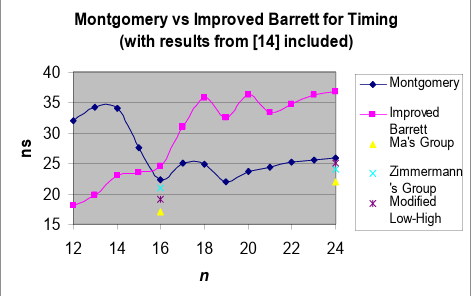 Montgomery vs Improved Barrett for Timing
(with results from [14] included)
40
35
30
25
20
15
ns
12 14 16 18 20 22 24
n
Montgomery
Improved
Barrett
Ma's Group
Zimmermann
's Group
Modified
Low-High